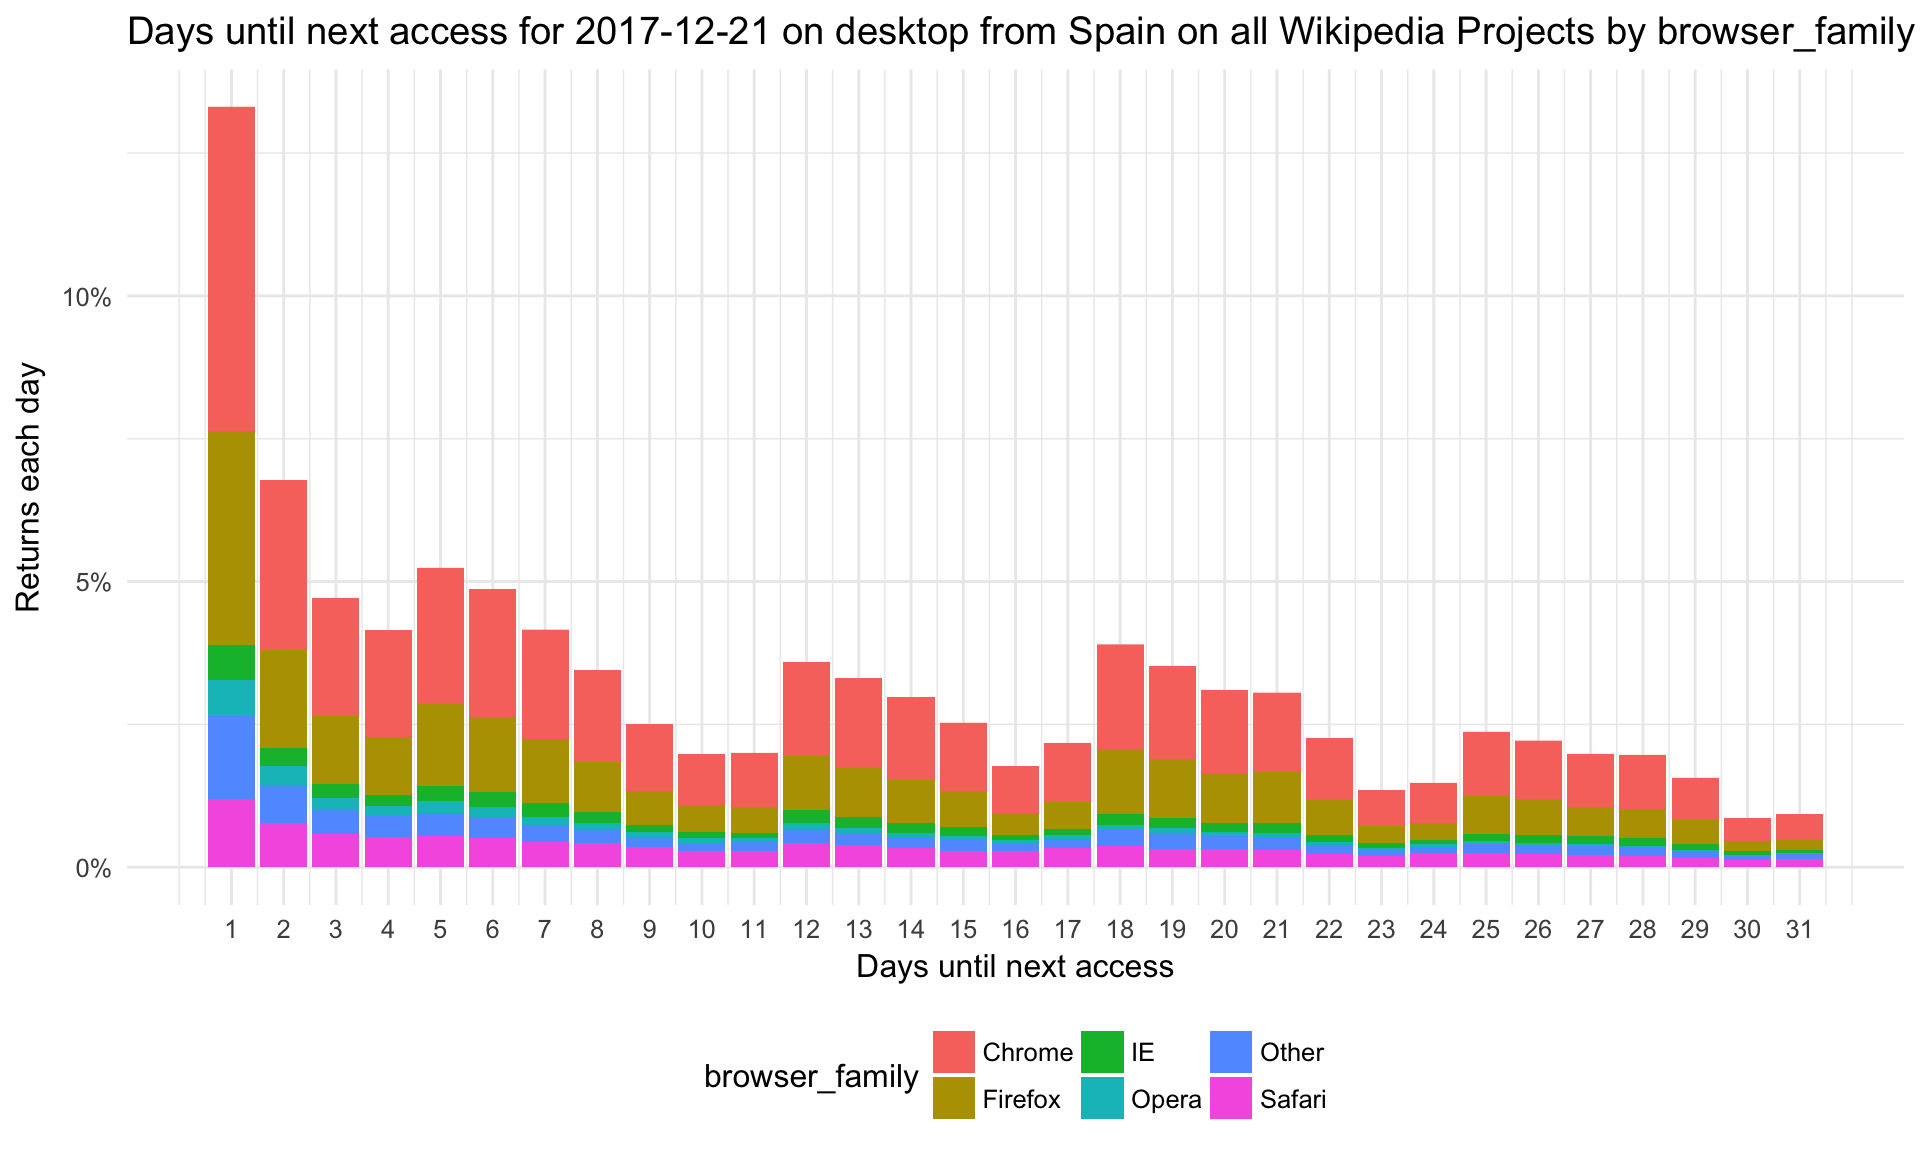 Days until next access for 2017-12-21 on desktop from Spain on all Wikipedia Projects by browser_family
Returns each day
10%
5%
0%
1 2 3 4 5 6 7 8 9 10 11 12 13 14 15 16 17 18 19 20 21 22 23 24 25 26 27 28 29 30 31
Days until next access
browser_family
Chrome IE Other
Firefox Opera Safari